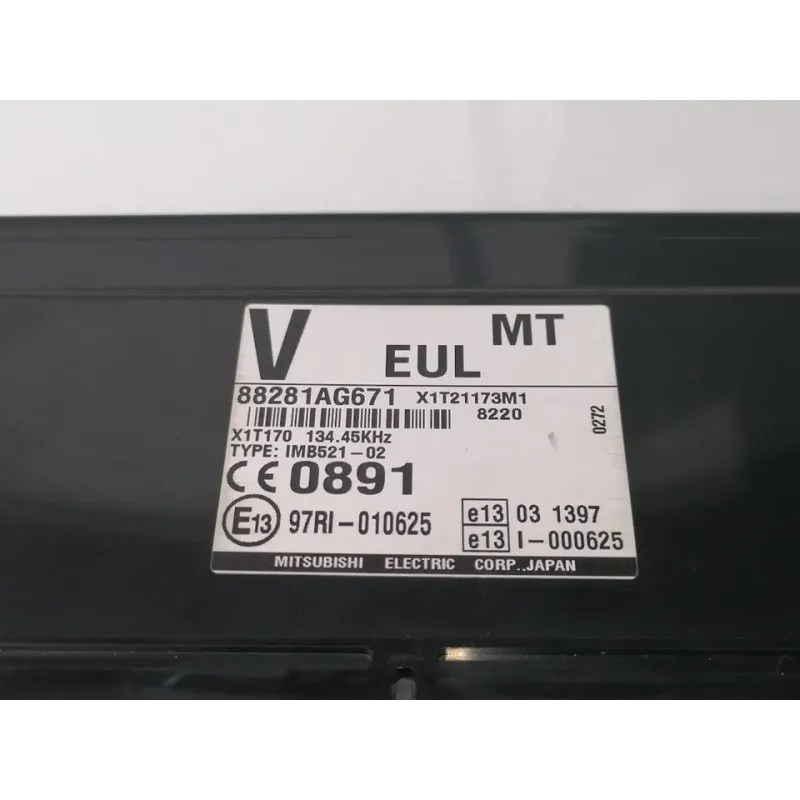 V EUL MT
88281AG671 X1T21173M1
8220
0272
X1T170 134.45KHz
TYPE: IMB521-02
CE 0891
E13 97RI-010625
e13 03 1397
e13 I-000625
MITSUBISHI ELECTRIC CORP.,JAPAN